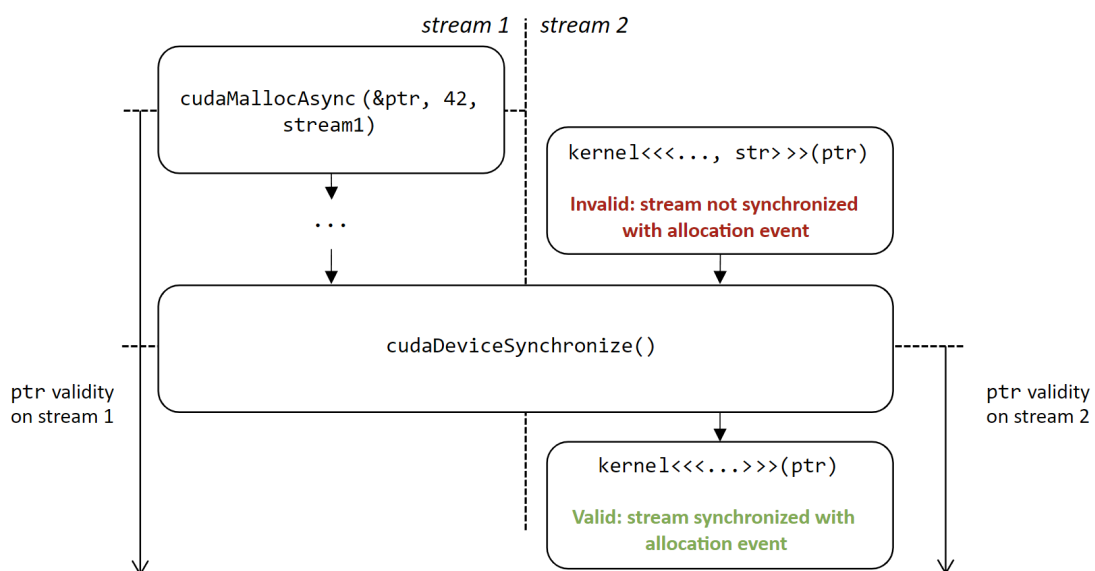 stream 1
stream 2
cudaMallocAsync(&ptr, 42,
stream1)
kernel<<<..., str>>>(ptr)
Invalid: stream not synchronized
with allocation event
...
cudaDeviceSynchronize()
ptr validity
on stream 1
ptr validity
on stream 2
kernel<<<...>>>(ptr)
Valid: stream synchronized with
allocation event